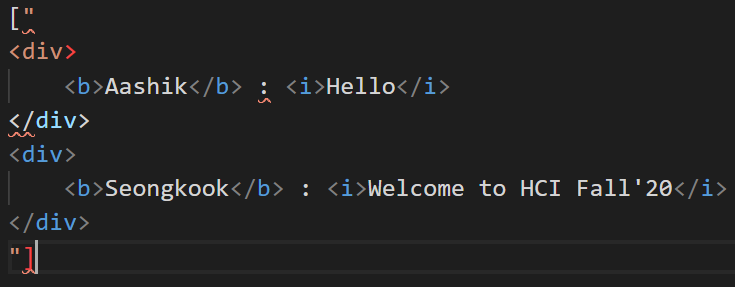 ["
<div>
    <b>Aashik</b> : <i>Hello</i>
</div>
<div>
    <b>Seongkook</b> : <i>Welcome to HCI Fall'20</i>
</div>
"]